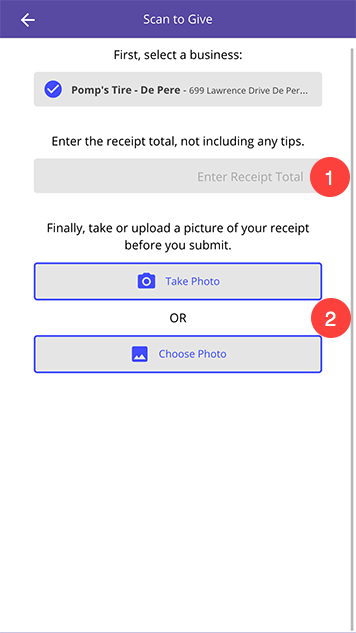 Scan to Give
First, select a business:
Pomp's Tire - De Pere - 699 Lawrence Drive De Per...
Enter the receipt total, not including any tips.
Enter Receipt Total
1
Finally, take or upload a picture of your receipt
before you submit.
Take Photo
OR
2
Choose Photo